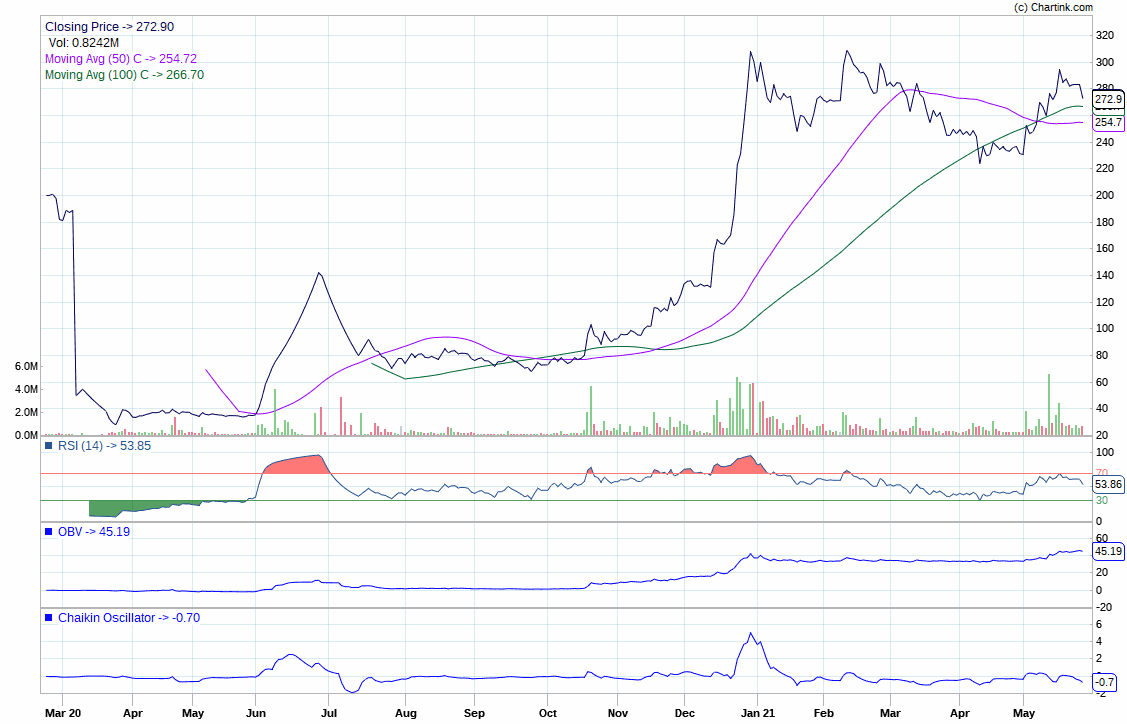 (c) Chartink.com
Closing Price -> 272.90
Vol: 0.8242M
Moving Avg (50) C -> 254.72
Moving Avg (100) C -> 266.70
320
300
280
272.9
254.7
240
220
200
180
160
140
120
100
80
60
40
20
6.0M
4.0M
2.0M
0.0M
RSI (14) -> 53.85
100
70
53.86
30
0
OBV -> 45.19
60
45.19
20
0
-20
Chaikin Oscillator -> -0.70
6
4
2
0
-0.7
-2
Mar 20 Apr May Jun Jul Aug Sep Oct Nov Dec Jan 21 Feb Mar Apr May